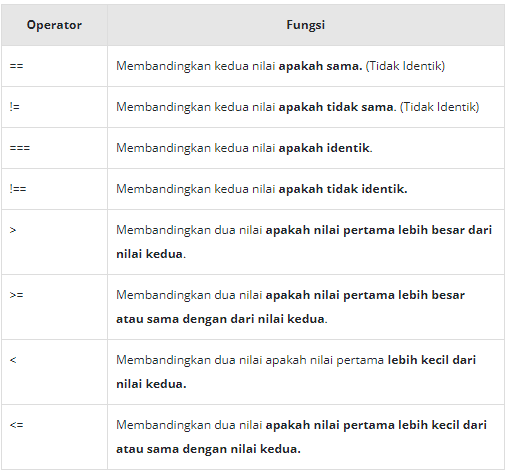 Operator Fungsi
== Membandingkan kedua nilai apakah sama. (Tidak Identik)
!= Membandingkan kedua nilai apakah tidak sama. (Tidak Identik)
=== Membandingkan kedua nilai apakah identik.
!== Membandingkan kedua nilai apakah tidak identik.
> Membandingkan dua nilai apakah nilai pertama lebih besar dari
nilai kedua.
>= Membandingkan dua nilai apakah nilai pertama lebih besar
atau sama dengan dari nilai kedua.
< Membandingkan dua nilai apakah nilai pertama lebih kecil dari
nilai kedua.
<= Membandingkan dua nilai apakah nilai pertama lebih kecil dari
atau sama dengan nilai kedua.